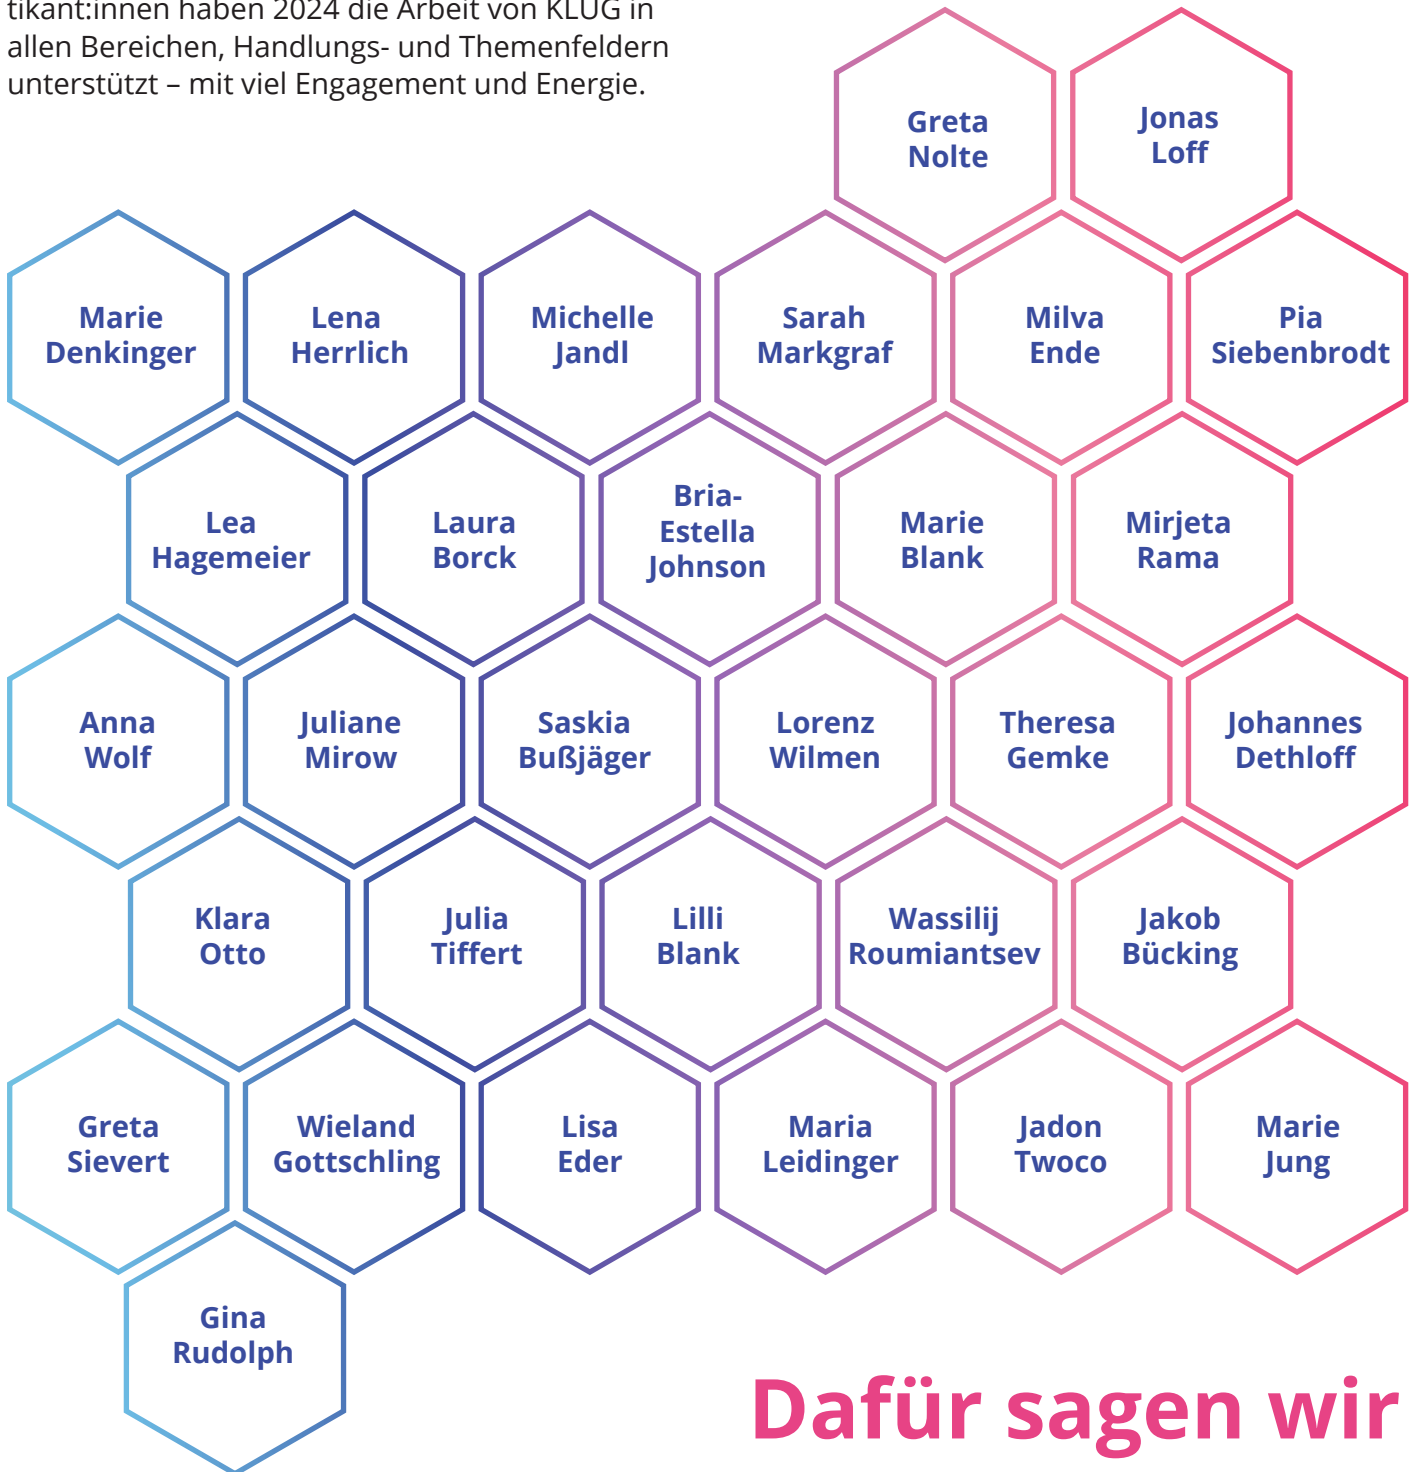 tikant:innen haben 2024 die Arbeit von KLUG in
allen Bereichen, Handlungs- und Themenfeldern
unterstützt – mit viel Engagement und Energie.
Greta
Nolte
Jonas
Loff
Marie
Denkinger
Lena
Herrlich
Michelle
Jandl
Sarah
Markgraf
Milva
Ende
Pia
Siebenbrodt
Lea
Hagemeier
Laura
Borck
Bria-
Estella
Johnson
Marie
Blank
Mirjeta
Rama
Anna
Wolf
Juliane
Mirow
Saskia
Bußjäger
Lorenz
Wilmen
Theresa
Gemke
Johannes
Dethloff
Klara
Otto
Julia
Tiffert
Lilli
Blank
Wassilij
Roumiantsev
Jakob
Bücking
Greta
Sievert
Wieland
Gottschling
Lisa
Eder
Maria
Leidinger
Jadon
Twoco
Marie
Jung
Gina
Rudolph
Dafür sagen wir